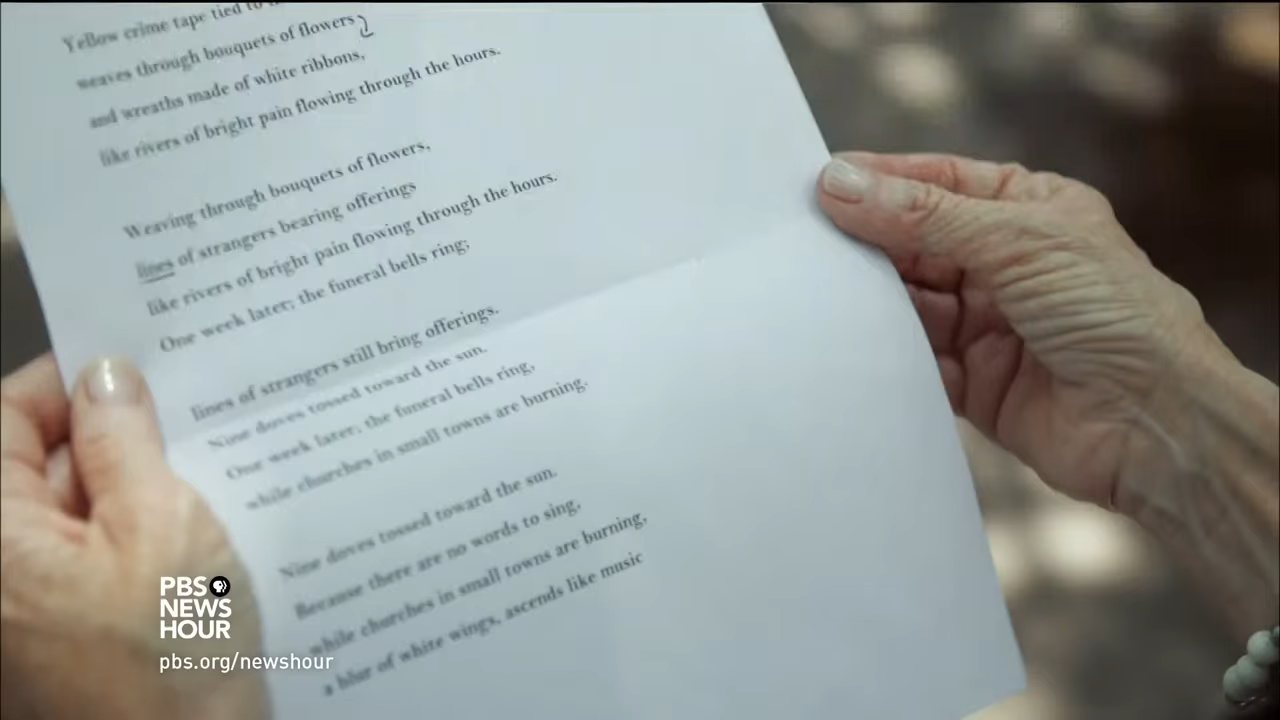 Yellow crime tape tied to
weaves through bouquets of flowers
and wreaths made of white ribbons,
like rivers of bright pain flowing through the hours.
Weaving through bouquets of flowers,
lines of strangers bearing offerings
like rivers of bright pain flowing through the hours.
One week later; the funeral bells ring;
lines of strangers still bring offerings.
Nine doves tossed toward the sun.
One week later; the funeral bells ring,
while churches in small towns are burning.
Nine doves tossed toward the sun.
Because there are no words to sing,
while churches in small towns are burning,
a blur of white wings, ascends like music
PBS
NEWS
HOUR
pbs.org/newshour